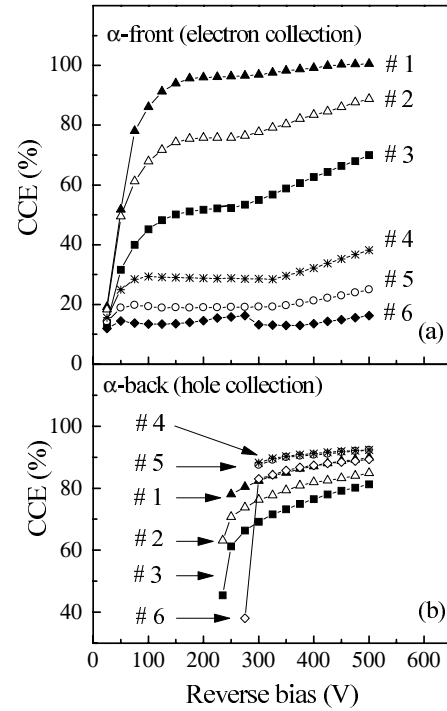 α-front (electron collection)
100
80
60
40
20
0
CCE (%)
# 1
# 2
# 3
# 4
# 5
# 6
(a)
α-back (hole collection)
100
80
60
40
CCE (%)
# 4
# 5
# 1
# 2
# 3
# 6
(b)
0 100 200 300 400 500 600
Reverse bias (V)